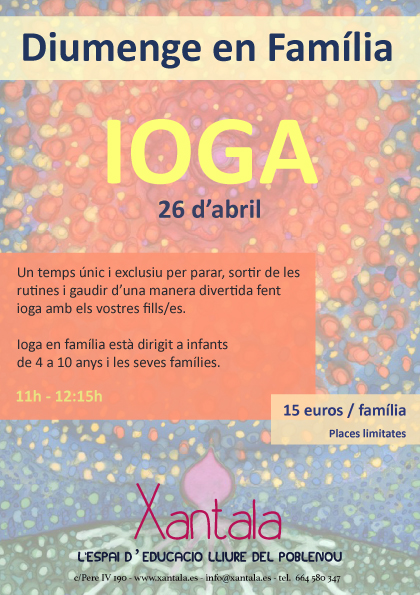 Diumenge en Família
IOGA
26 d'abril
Un temps únic i exclusiu per parar, sortir de les
rutines i gaudir d'una manera divertida fent
ioga amb els vostres fills/es.
Ioga en família està dirigit a infants
de 4 a 10 anys i les seves famílies.
11h - 12:15h
15 euros / família
Places limitates
Xantala
L'ESPAI D'EDUCACIO LLIURE DEL POBLENOU
c/Pere IV 190 - www.xantala.es - info@xantala.es - tel. 664 580 347